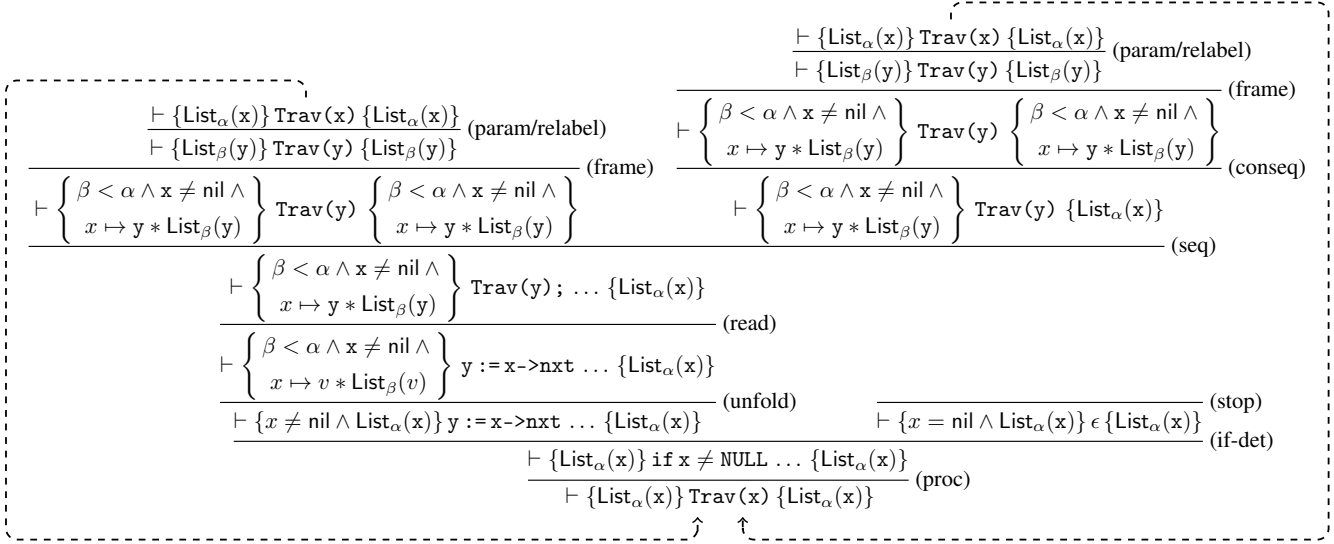 ⊢ {List_α(x)} Trav(x) {List_α(x)}
(param/relabel)
⊢ {List_β(y)} Trav(y) {List_β(y)}
(frame)
⊢ { β < α ∧ x ≠ nil ∧ x ↦ y ∗ List_β(y) } Trav(y) { β < α ∧ x ≠ nil ∧ x ↦ y ∗ List_β(y) }
(conseq)
⊢ {List_α(x)} Trav(x) {List_α(x)}
(param/relabel)
⊢ {List_β(y)} Trav(y) {List_β(y)}
(frame)
⊢ { β < α ∧ x ≠ nil ∧ x ↦ y ∗ List_β(y) } Trav(y) { β < α ∧ x ≠ nil ∧ x ↦ y ∗ List_β(y) }
⊢ { β < α ∧ x ≠ nil ∧ x ↦ y ∗ List_β(y) } Trav(y) {List_α(x)}
(seq)
⊢ { β < α ∧ x ≠ nil ∧ x ↦ y ∗ List_β(y) } Trav(y); ... {List_α(x)}
(read)
⊢ { β < α ∧ x ≠ nil ∧ x ↦ v ∗ List_β(v) } y:=x->nxt ... {List_α(x)}
(unfold)
(stop)
⊢ {x ≠ nil ∧ List_α(x)} y:=x->nxt ... {List_α(x)}
⊢ {x = nil ∧ List_α(x)} ϵ {List_α(x)}
(if-det)
⊢ {List_α(x)} if x ≠ NULL ... {List_α(x)}
(proc)
⊢ {List_α(x)} Trav(x) {List_α(x)}